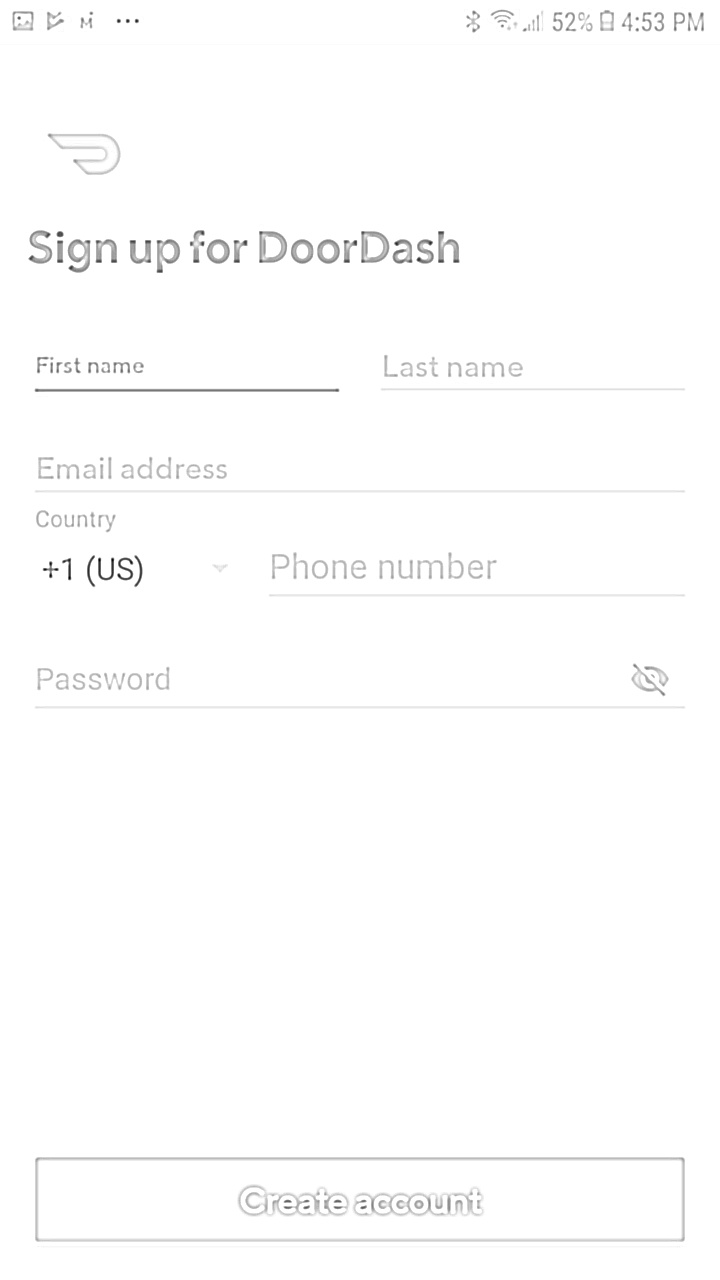 52% 4:53 PM
Sign up for DoorDash
First name Last name
Email address
Country
+1 (US) Phone number
Password
Create account